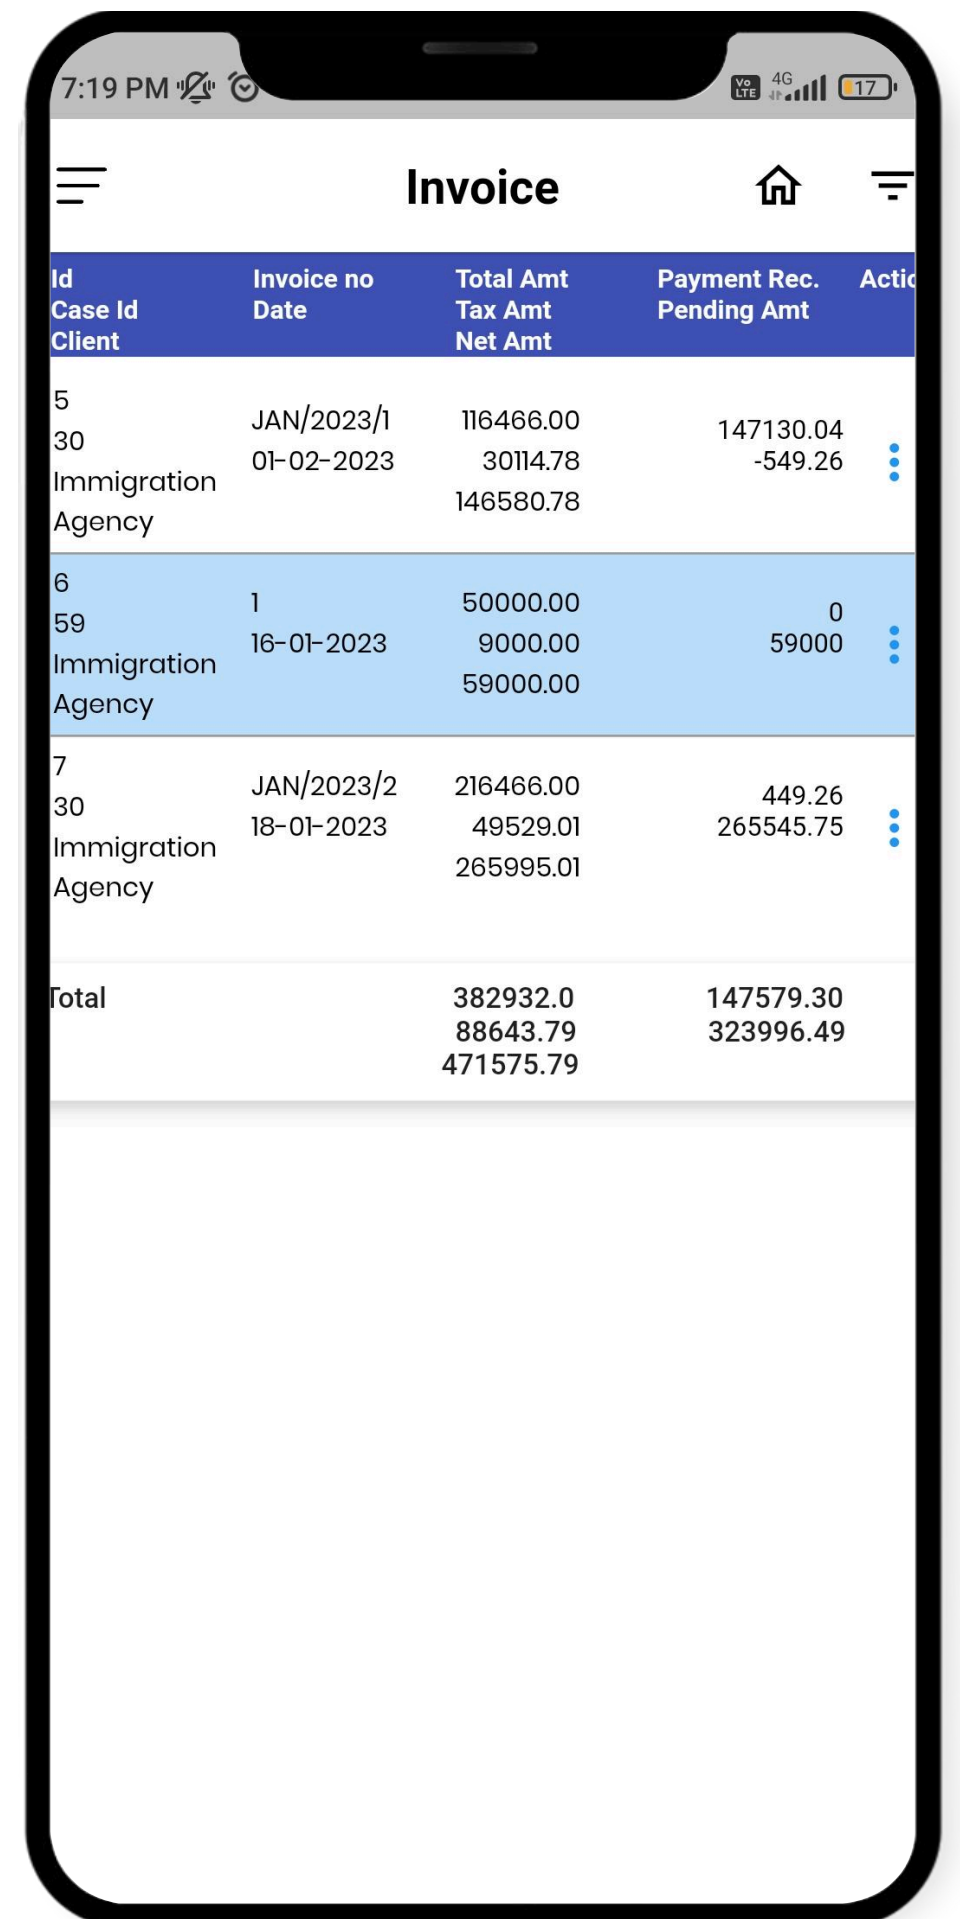 7:19 PM
Vo LTE 4G 17
Invoice
Id Invoice no Total Amt Payment Rec. Actio
Case Id Date Tax Amt Pending Amt
Client Net Amt
5
30
Immigration
Agency
JAN/2023/1
01-02-2023
116466.00
30114.78
146580.78
147130.04
-549.26
6
59
Immigration
Agency
1
16-01-2023
50000.00
9000.00
59000.00
0
59000
7
30
Immigration
Agency
JAN/2023/2
18-01-2023
216466.00
49529.01
265995.01
449.26
265545.75
Total
382932.0
88643.79
471575.79
147579.30
323996.49